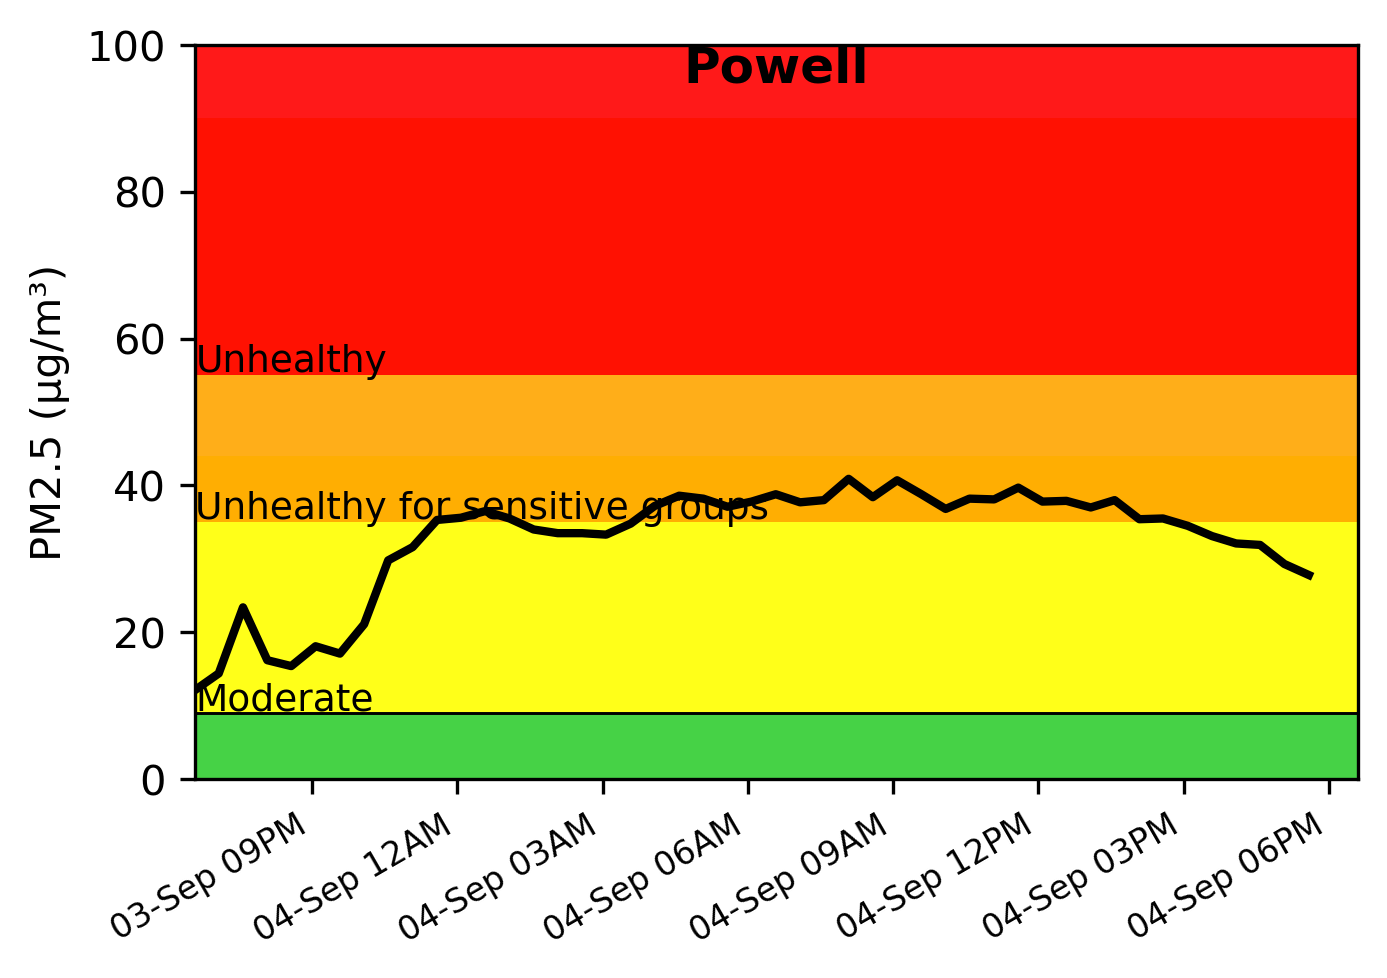 Powell
PM2.5 (µg/m³)
100
80
60
40
20
0
Unhealthy
Unhealthy for sensitive groups
Moderate
03-Sep 09PM
04-Sep 12AM
04-Sep 03AM
04-Sep 06AM
04-Sep 09AM
04-Sep 12PM
04-Sep 03PM
04-Sep 06PM